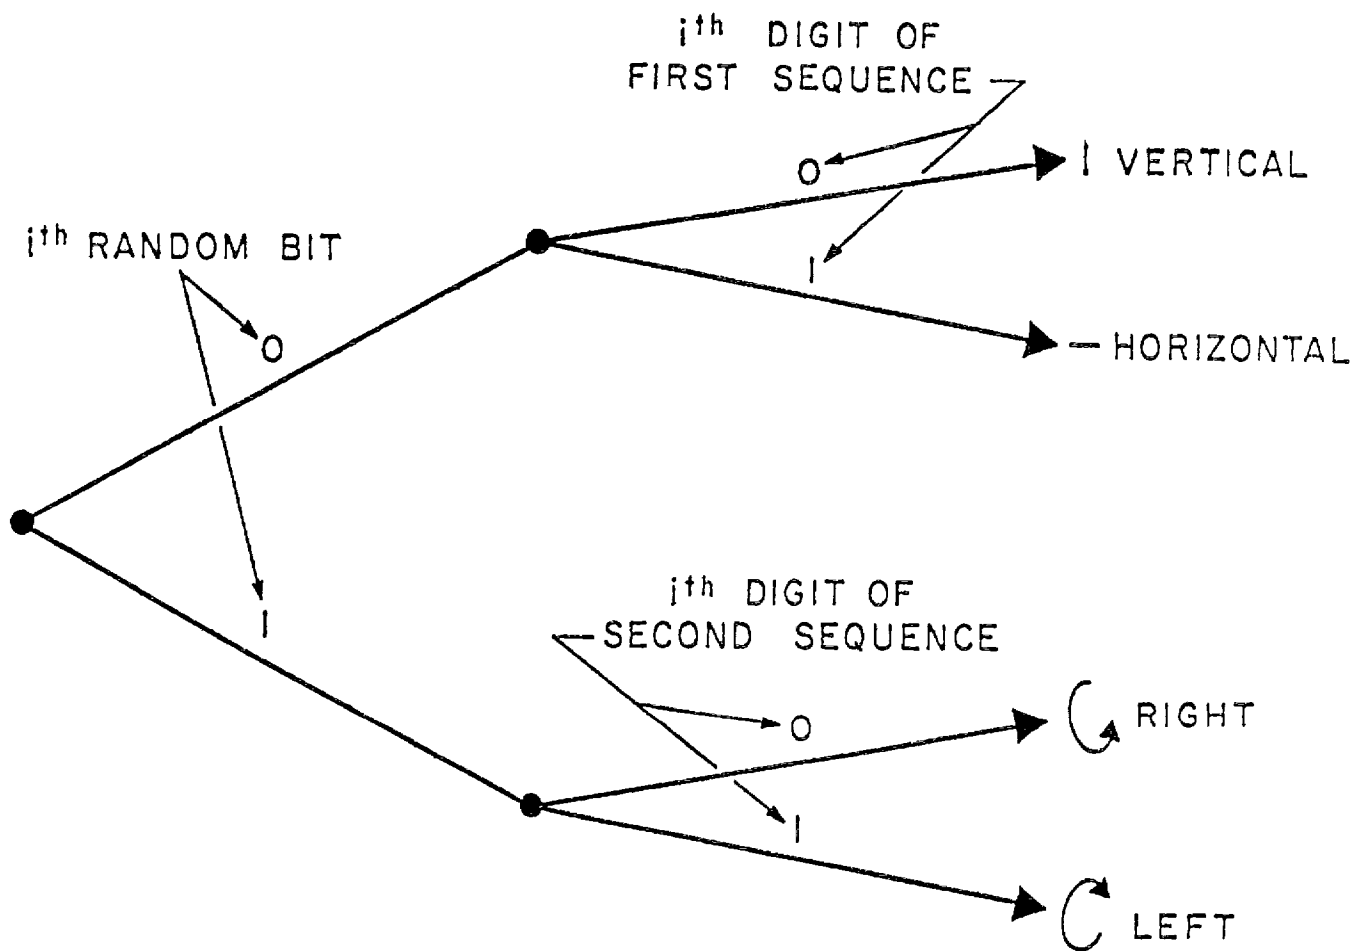 iᵗʰ DIGIT OF
FIRST SEQUENCE
0
I VERTICAL
iᵗʰ RANDOM BIT
1
0
— HORIZONTAL
1
iᵗʰ DIGIT OF
SECOND SEQUENCE
0
RIGHT
1
LEFT